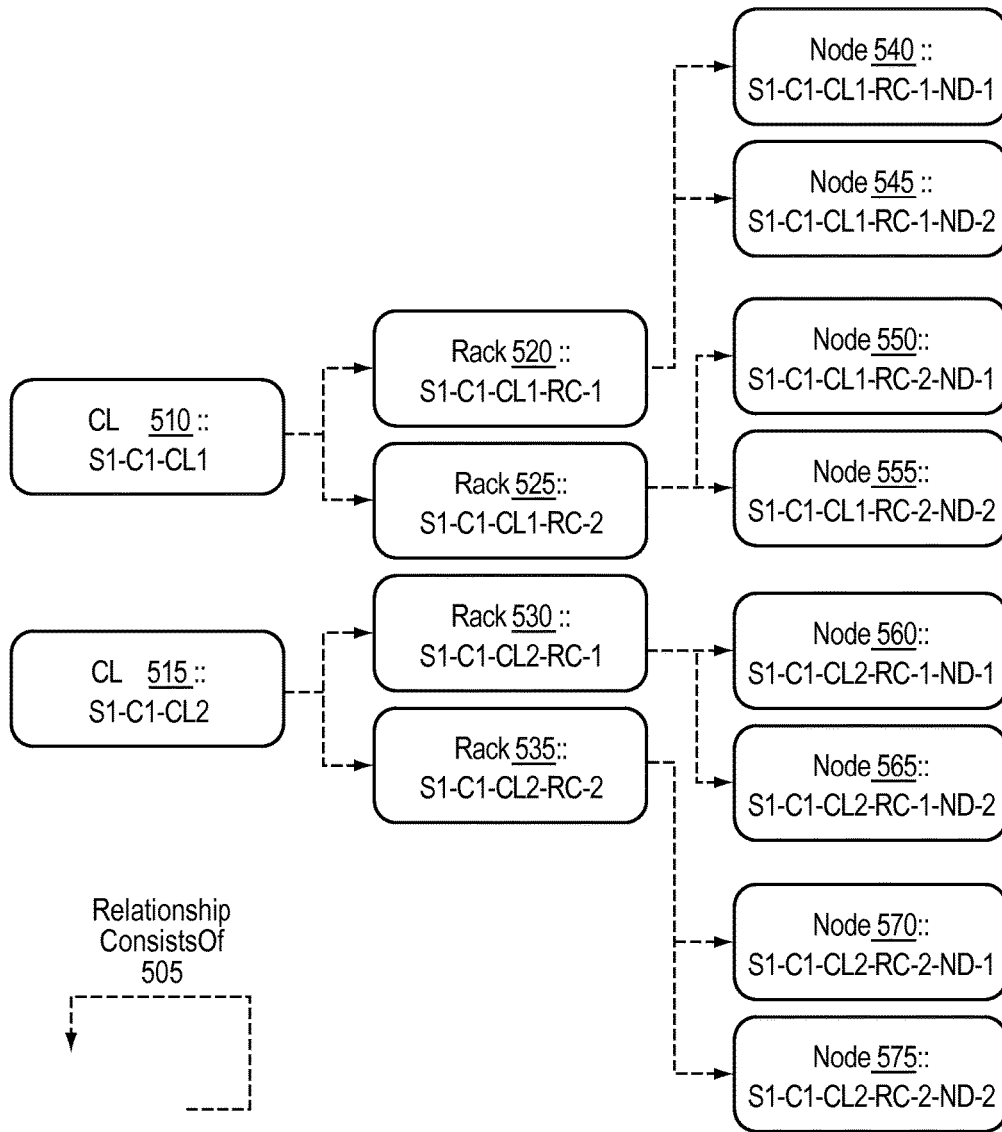 CL 510 ::
S1-C1-CL1
CL 515 ::
S1-C1-CL2
Relationship
ConsistsOf
505
Rack 520 ::
S1-C1-CL1-RC-1
Rack 525::
S1-C1-CL1-RC-2
Rack 530 ::
S1-C1-CL2-RC-1
Rack 535::
S1-C1-CL2-RC-2
Node 540 ::
S1-C1-CL1-RC-1-ND-1
Node 545 ::
S1-C1-CL1-RC-1-ND-2
Node 550::
S1-C1-CL1-RC-2-ND-1
Node 555::
S1-C1-CL1-RC-2-ND-2
Node 560::
S1-C1-CL2-RC-1-ND-1
Node 565::
S1-C1-CL2-RC-1-ND-2
Node 570::
S1-C1-CL2-RC-2-ND-1
Node 575::
S1-C1-CL2-RC-2-ND-2